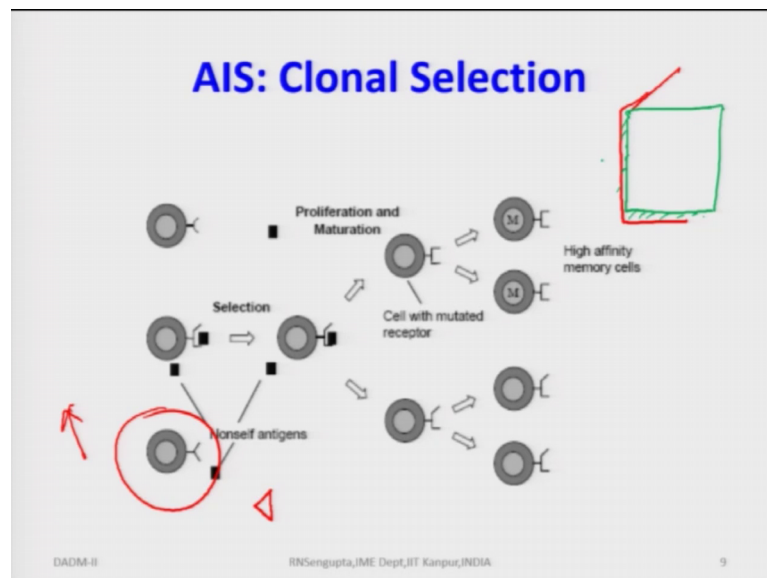 AIS: Clonal Selection
Proliferation and
Maturation
M
High affinity
memory cells
M
Selection
Cell with mutated
receptor
Nonself antigens
DADM-II
RNSengupta,IME Dept,IIT Kanpur,INDIA
9